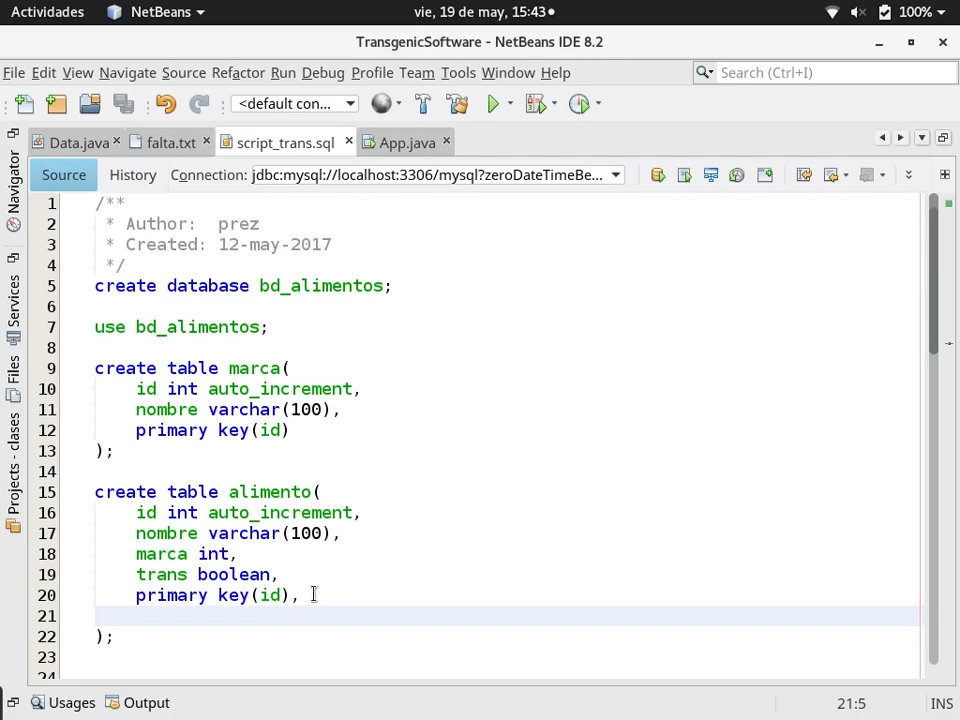 Actividades NetBeans vie, 19 de may, 15:43 100%
TransgenicSoftware - NetBeans IDE 8.2
File Edit View Navigate Source Refactor Run Debug Profile Team Tools Window Help Search (Ctrl+I)
<default con...
Data.java falta.txt script_trans.sql App.java
Source History Connection: jdbc:mysql://localhost:3306/mysql?zeroDateTimeBe...
Navigator
Services
Files
Projects - clases
1 /**
2  * Author:  prez
3  * Created: 12-may-2017
4  */
5 create database bd_alimentos;
6
7 use bd_alimentos;
8
9 create table marca(
10     id int auto_increment,
11     nombre varchar(100),
12     primary key(id)
13 );
14
15 create table alimento(
16     id int auto_increment,
17     nombre varchar(100),
18     marca int,
19     trans boolean,
20     primary key(id),
21
22 );
23
24
Usages Output 21:5 INS